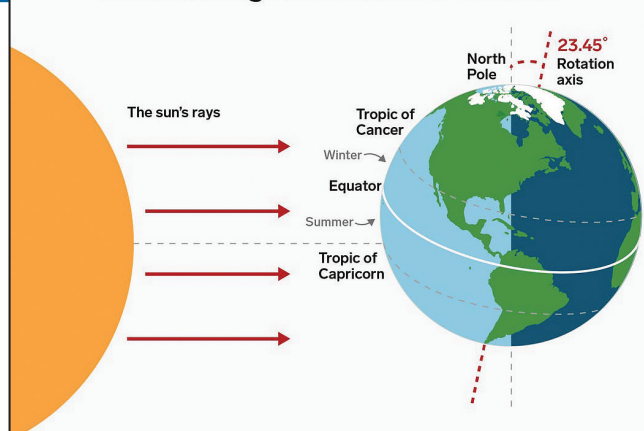 23.45°
North
Pole
Rotation
axis
The sun's rays
Tropic of
Cancer
Winter
Equator
Summer
Tropic of
Capricorn